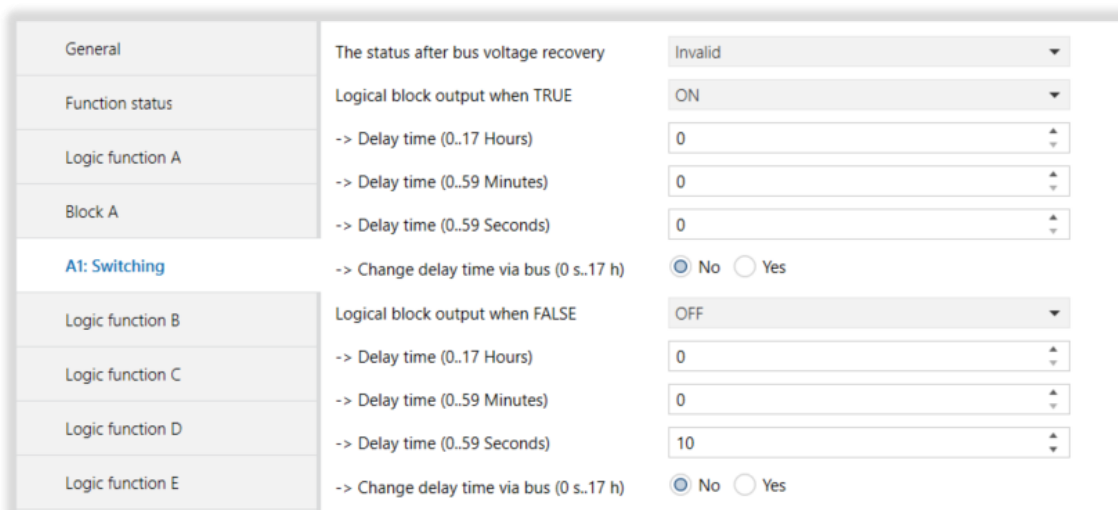 General
Function status
Logic function A
Block A
A1: Switching
Logic function B
Logic function C
Logic function D
Logic function E
The status after bus voltage recovery Invalid
Logical block output when TRUE ON
-> Delay time (0..17 Hours) 0
-> Delay time (0..59 Minutes) 0
-> Delay time (0..59 Seconds) 0
-> Change delay time via bus (0 s..17 h) No Yes
Logical block output when FALSE OFF
-> Delay time (0..17 Hours) 0
-> Delay time (0..59 Minutes) 0
-> Delay time (0..59 Seconds) 10
-> Change delay time via bus (0 s..17 h) No Yes